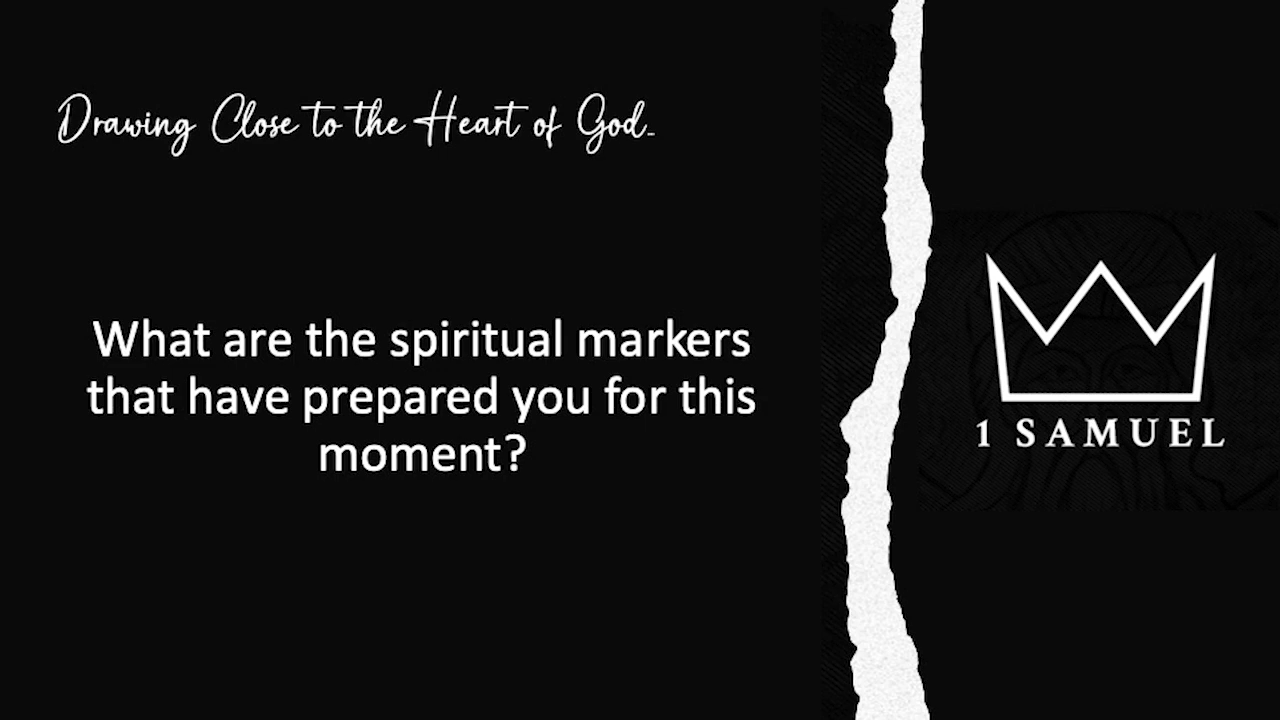 Drawing Close to the Heart of God...
What are the spiritual markers
that have prepared you for this
moment?
1 SAMUEL